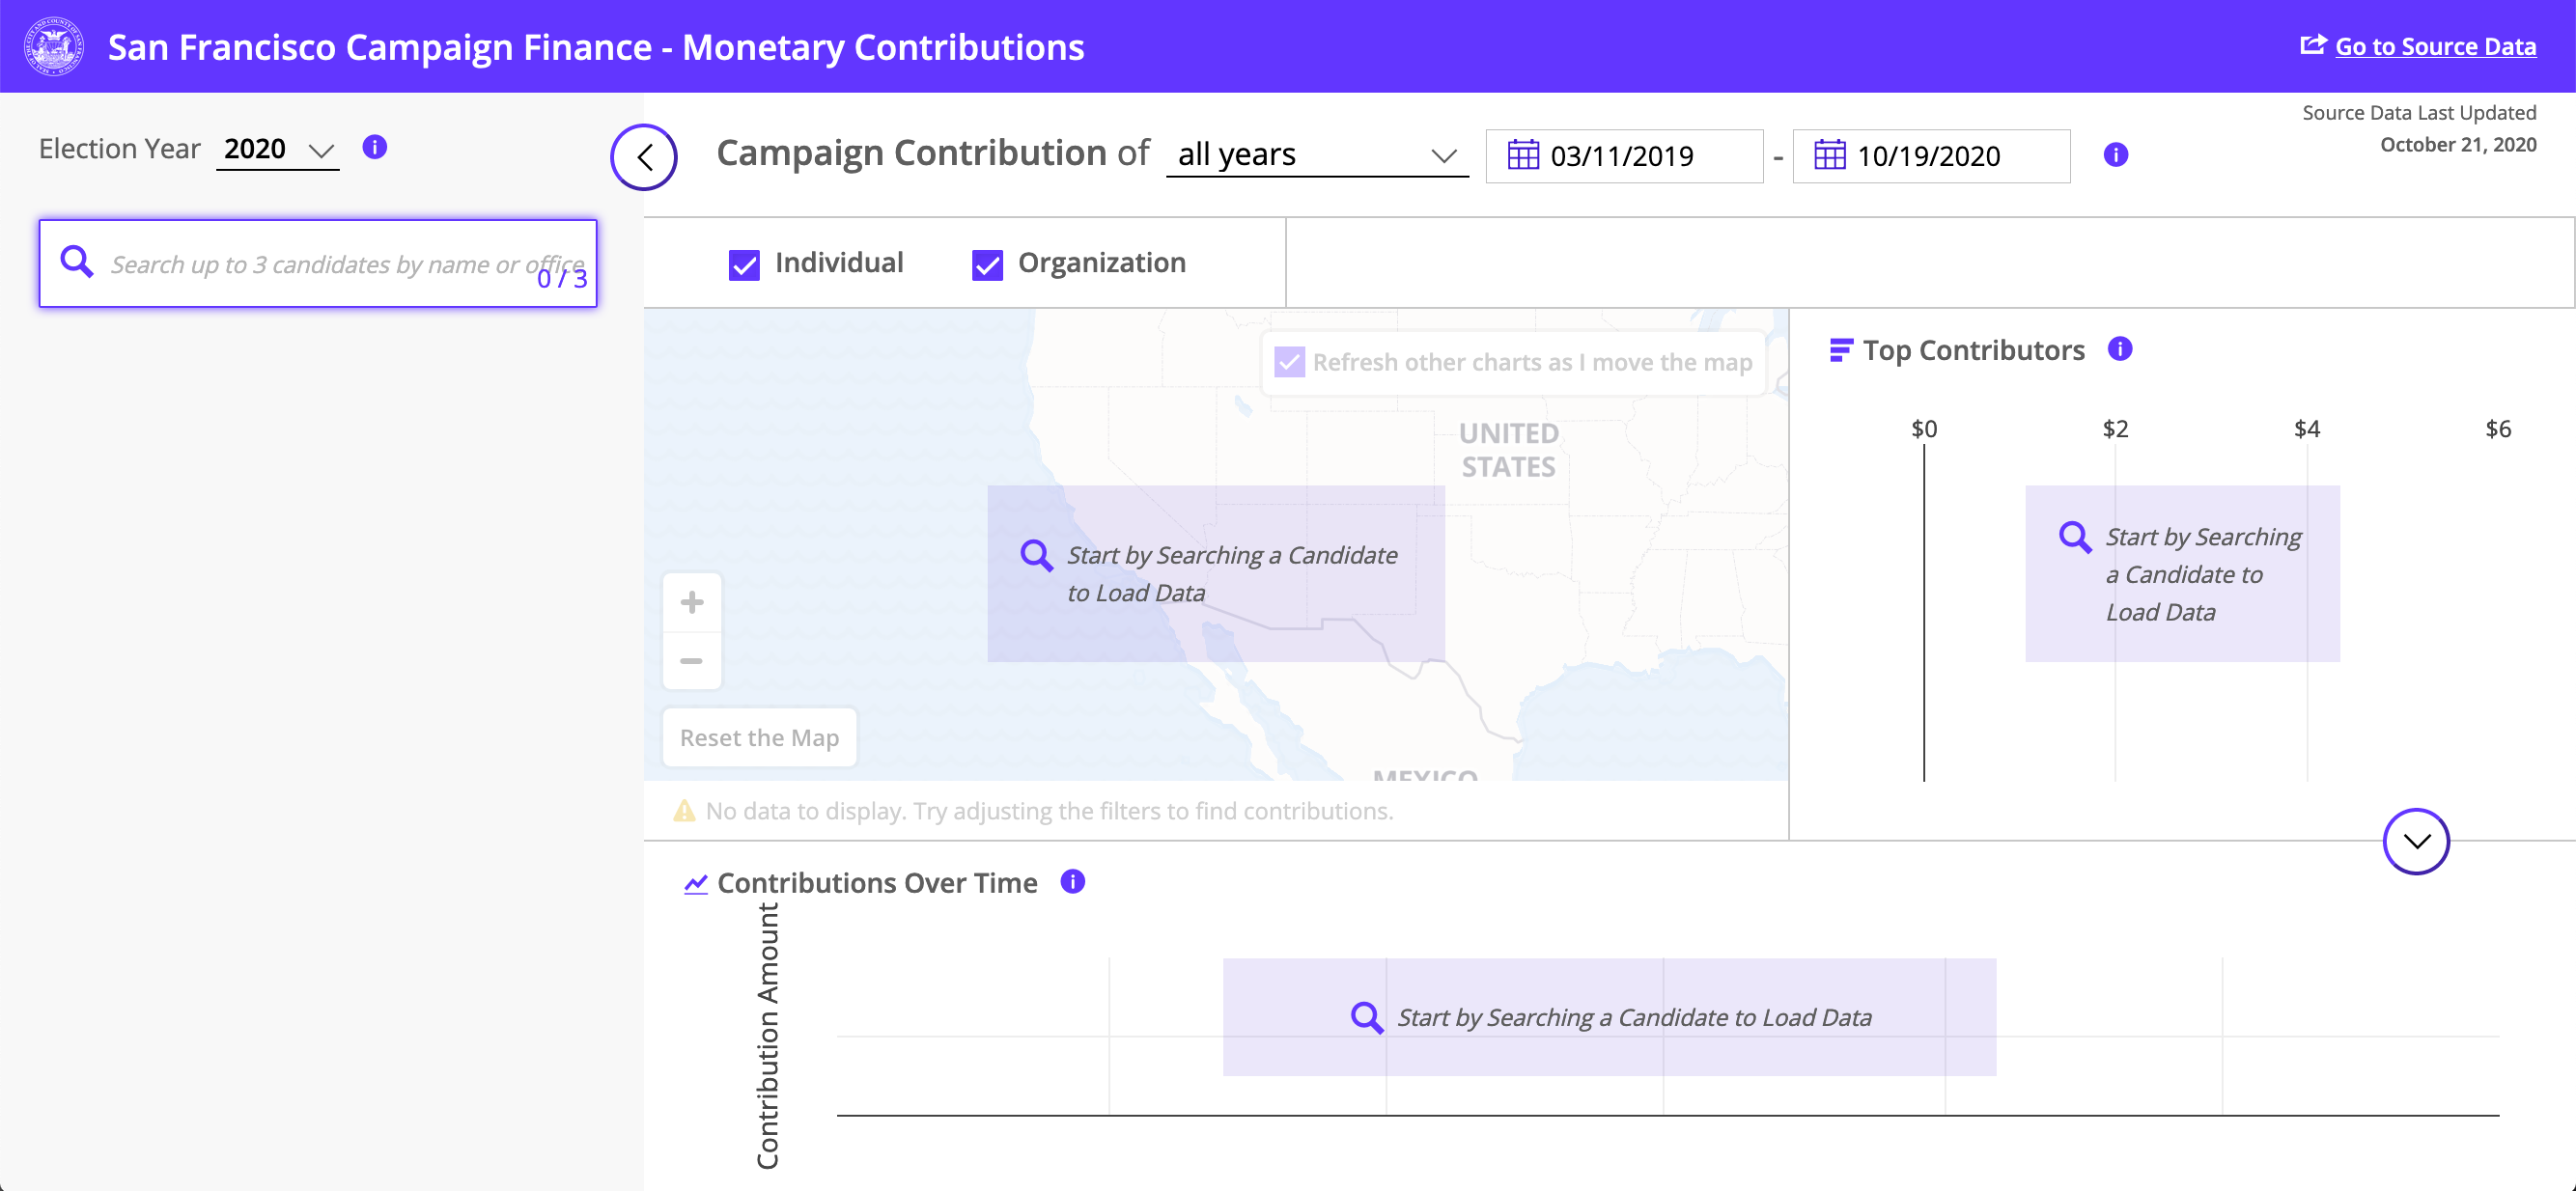 San Francisco Campaign Finance - Monetary Contributions
Go to Source Data
Source Data Last Updated
October 21, 2020
Election Year 2020
Search up to 3 candidates by name or office
0 / 3
Campaign Contribution of all years 03/11/2019 - 10/19/2020
Individual Organization
Refresh other charts as I move the map
UNITED
STATES
MEXICO
Start by Searching a Candidate
to Load Data
+
−
Reset the Map
No data to display. Try adjusting the filters to find contributions.
Top Contributors
$0 $2 $4 $6
Start by Searching
a Candidate to
Load Data
Contributions Over Time
Contribution Amount
Start by Searching a Candidate to Load Data